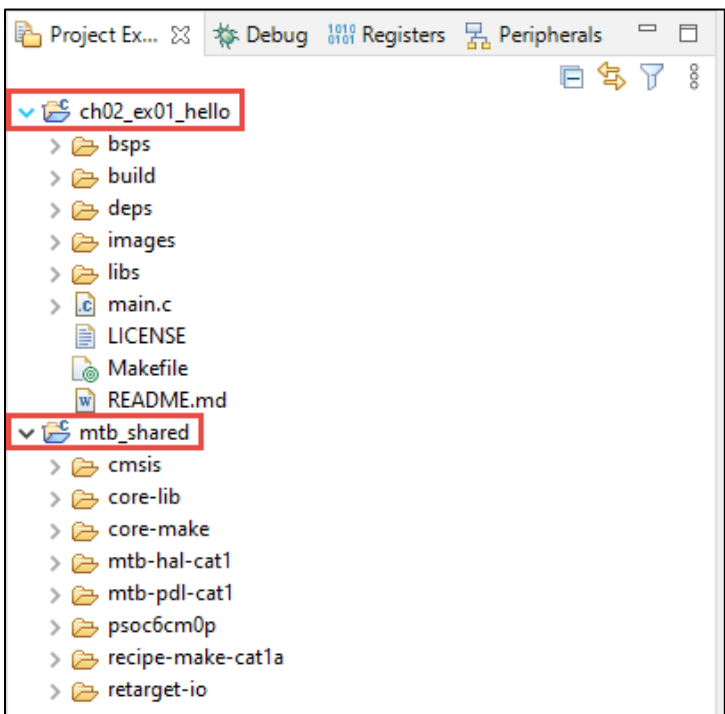 Project Ex... Debug 1010 0101 Registers Peripherals
ch02_ex01_hello
bsps
build
deps
images
libs
.c main.c
LICENSE
Makefile
w README.md
mtb_shared
cmsis
core-lib
core-make
mtb-hal-cat1
mtb-pdl-cat1
psoc6cm0p
recipe-make-cat1a
retarget-io